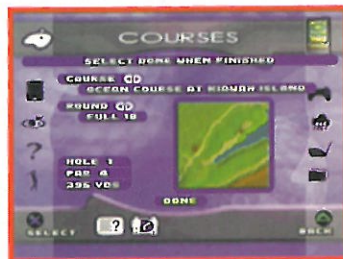 COURSES
SELECT DONE WHEN FINISHED
COURSE
OCEAN COURSE AT KIAWAH ISLAND
ROUND
FULL 18
HOLE 1
PAR 4
395 YDS
DONE
SELECT
BACK